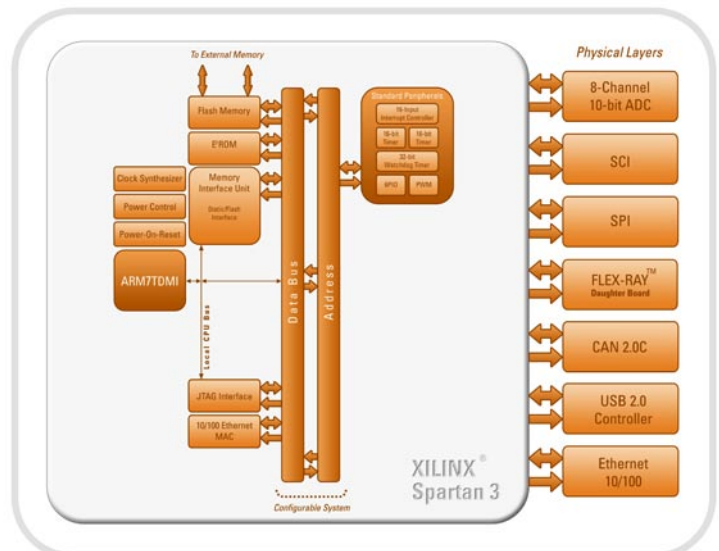 To External Memory
Flash Memory
E²ROM
Clock Synthesizer
Power Control
Power-On-Reset
ARM7TDMI
Memory
Interface Unit
Static/Flash
Interface
Local CPU Bus
JTAG Interface
10/100 Ethernet
MAC
Data Bus
Address
Configurable System
Standard Peripherals
16-Input
Interrupt Controller
16-bit
Timer
16-bit
Timer
32-bit
Watchdog Timer
GPIO
PWM
XILINX®
Spartan 3
Physical Layers
8-Channel
10-bit ADC
SCI
SPI
FLEX-RAY™
Daughter Board
CAN 2.0C
USB 2.0
Controller
Ethernet
10/100